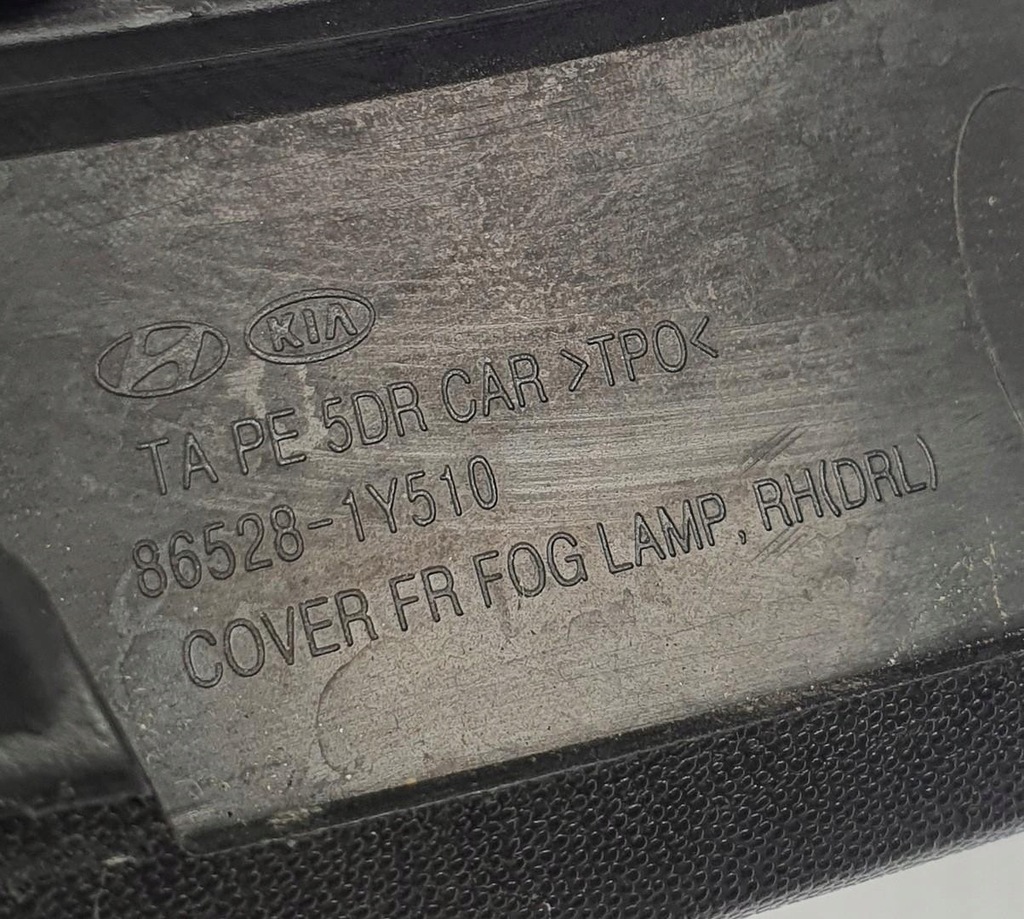 KIA
TA PE 5DR CAR >TPO<
86528-1Y510
COVER FR FOG LAMP, RH(DRL)